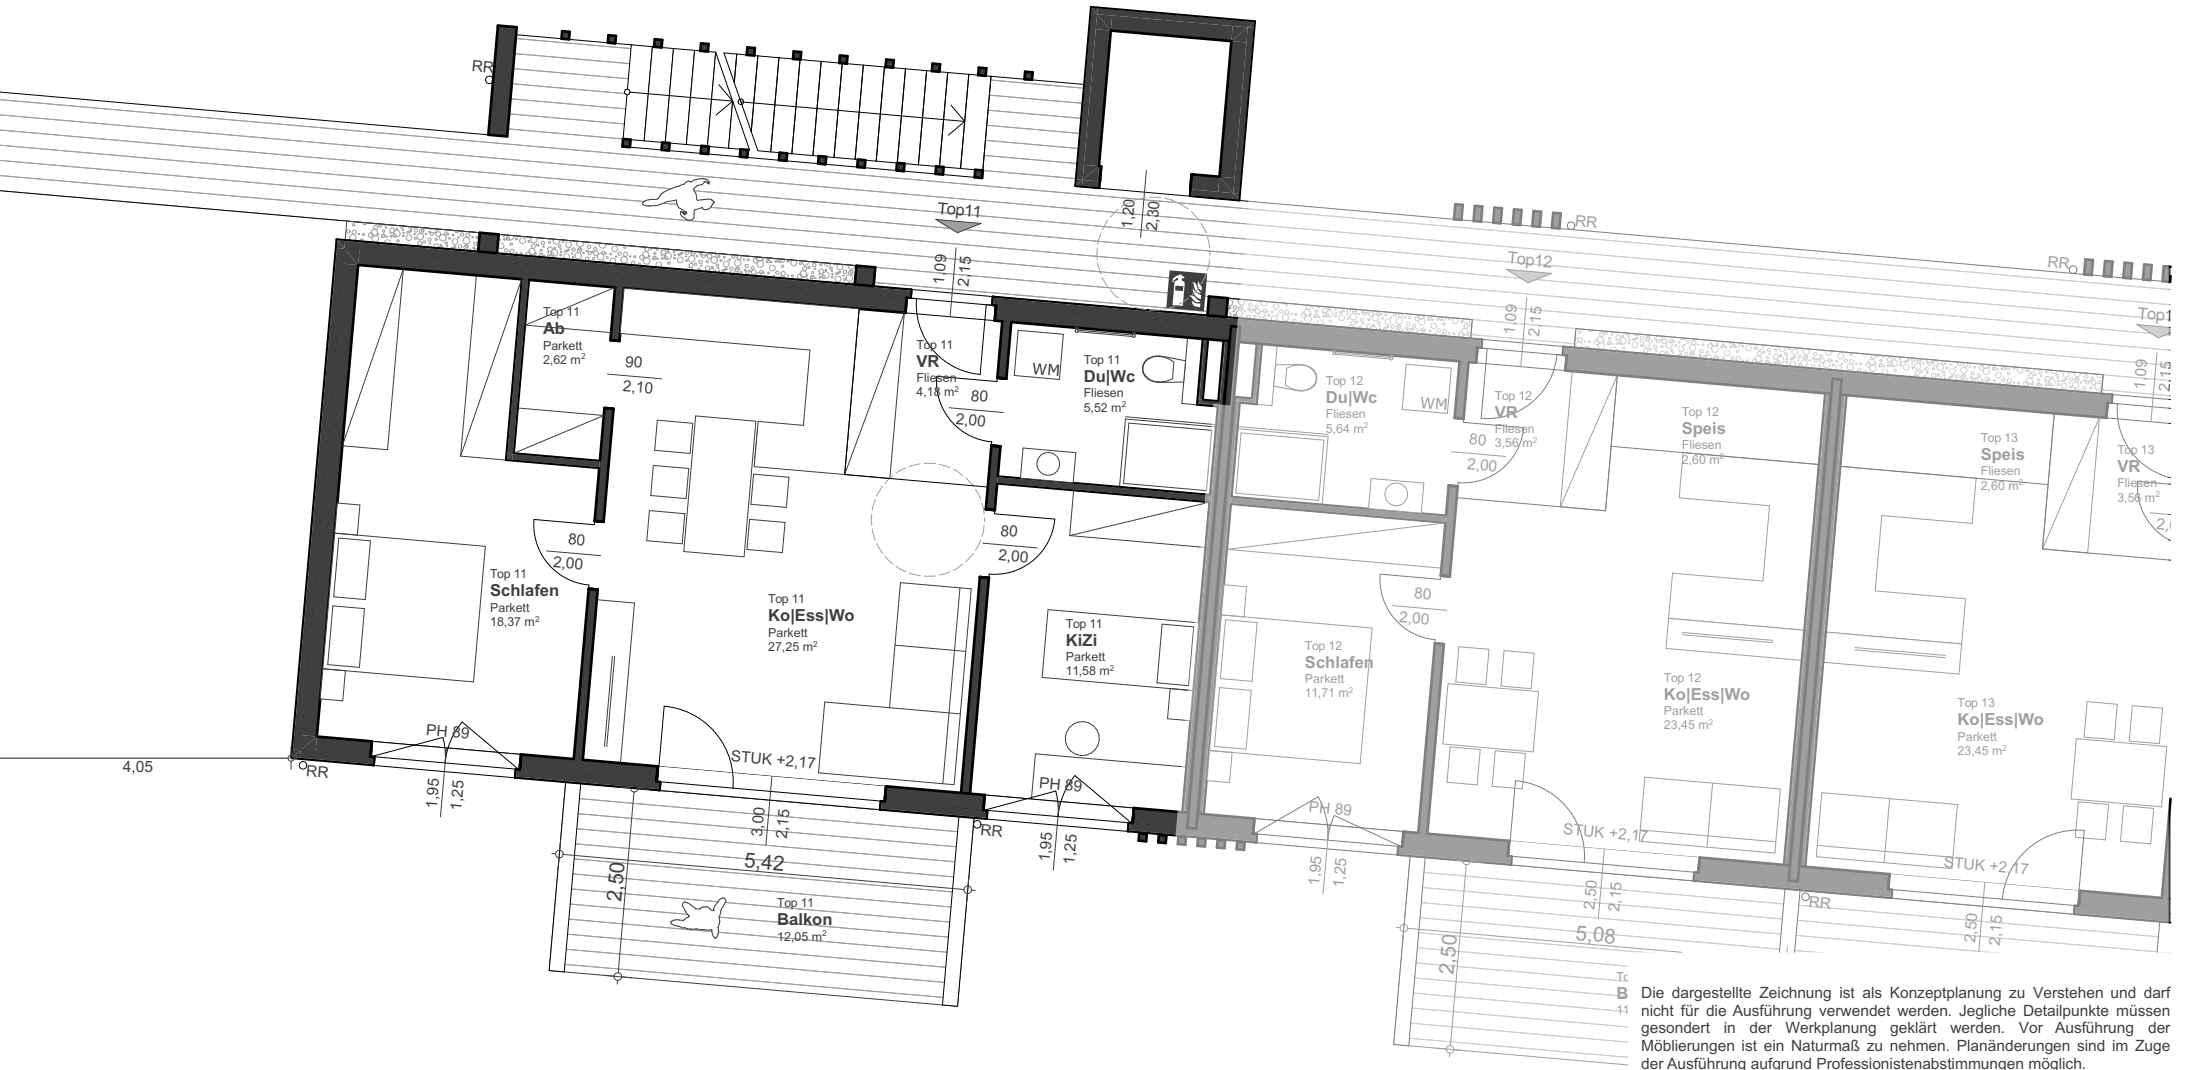 RR
Top11
1,20
2,30
RR
Top12
RR
Top1
1,09
2,15
1,09
2,15
1,09
2,15
Top 11
Ab
Parkett
2,62 m²
90
2,10
Top 11
VR
Fliesen
4,18 m²
80
2,00
WM
Top 11
Du|Wc
Fliesen
5,52 m²
Top 12
Du|Wc
Fliesen
5,64 m²
WM
Top 12
VR
Fliesen
3,56 m²
80
2,00
Top 12
Speis
Fliesen
2,60 m²
Top 13
Speis
Fliesen
2,60 m²
Top 13
VR
Fliesen
3,56 m²
80
2,00
Top 11
Schlafen
Parkett
18,37 m²
Top 11
Ko|Ess|Wo
Parkett
27,25 m²
80
2,00
Top 11
KiZi
Parkett
11,58 m²
80
2,00
Top 12
Schlafen
Parkett
11,71 m²
Top 12
Ko|Ess|Wo
Parkett
23,45 m²
Top 13
Ko|Ess|Wo
Parkett
23,45 m²
4,05
RR
PH 89
1,95
1,25
STUK +2,17
3,00
2,15
RR
PH 89
1,95
1,25
PH 89
1,95
1,25
STUK +2,17
2,50
2,15
RR
STUK +2,17
2,50
2,15
5,42
2,50
Top 11
Balkon
12,05 m²
5,08
2,50
B
11
Die dargestellte Zeichnung ist als Konzeptplanung zu Verstehen und darf
nicht für die Ausführung verwendet werden. Jegliche Detailpunkte müssen
gesondert in der Werkplanung geklärt werden. Vor Ausführung der
Möblierungen ist ein Naturmaß zu nehmen. Planänderungen sind im Zuge
der Ausführung aufgrund Professionistenabstimmungen möglich.